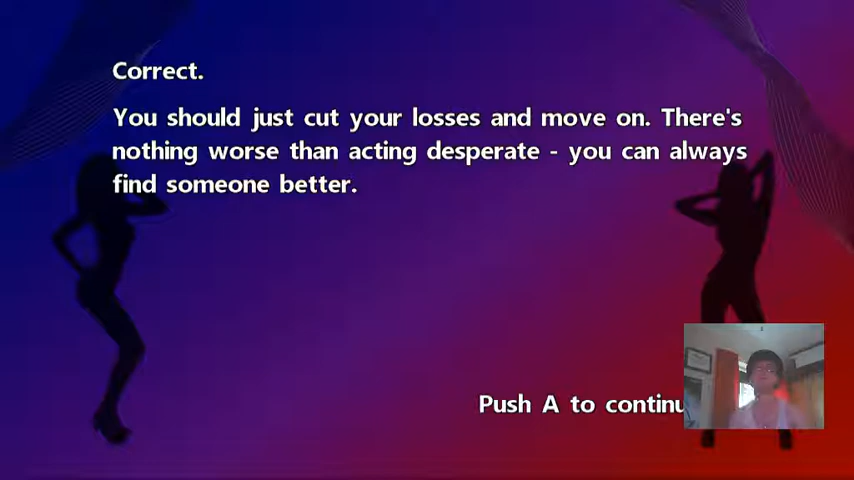 Correct.
You should just cut your losses and move on. There's
nothing worse than acting desperate - you can always
find someone better.
Push A to continu